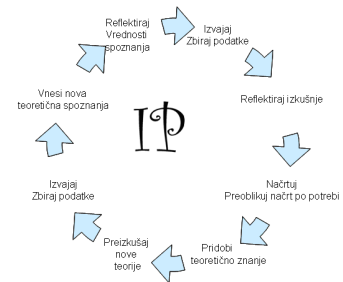 Reflektiraj
Vrednosti
spoznanja
Izvajaj
Zbiraj podatke
Reflektiraj izkušnje
Načrtuj
Preoblikuj načrt po potrebi
Pridobi
teoretično znanje
Preizkušaj
nove
teorije
Izvajaj
Zbiraj podatke
Vnesi nova
teoretična spoznanja
IP